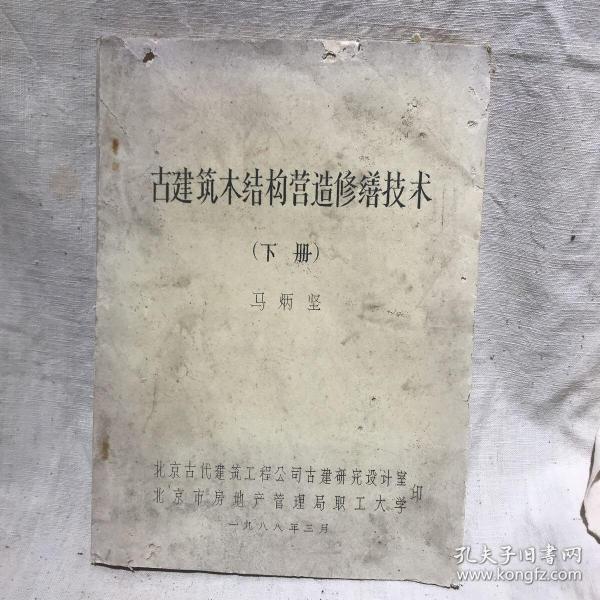 古建筑木结构营造修缮技术
（下册）
马炳坚
北京古代建筑工程公司古建研究设计室
北京市房地产管理局职工大学
印
一九八八年三月
孔夫子旧书网
www.kongfz.com